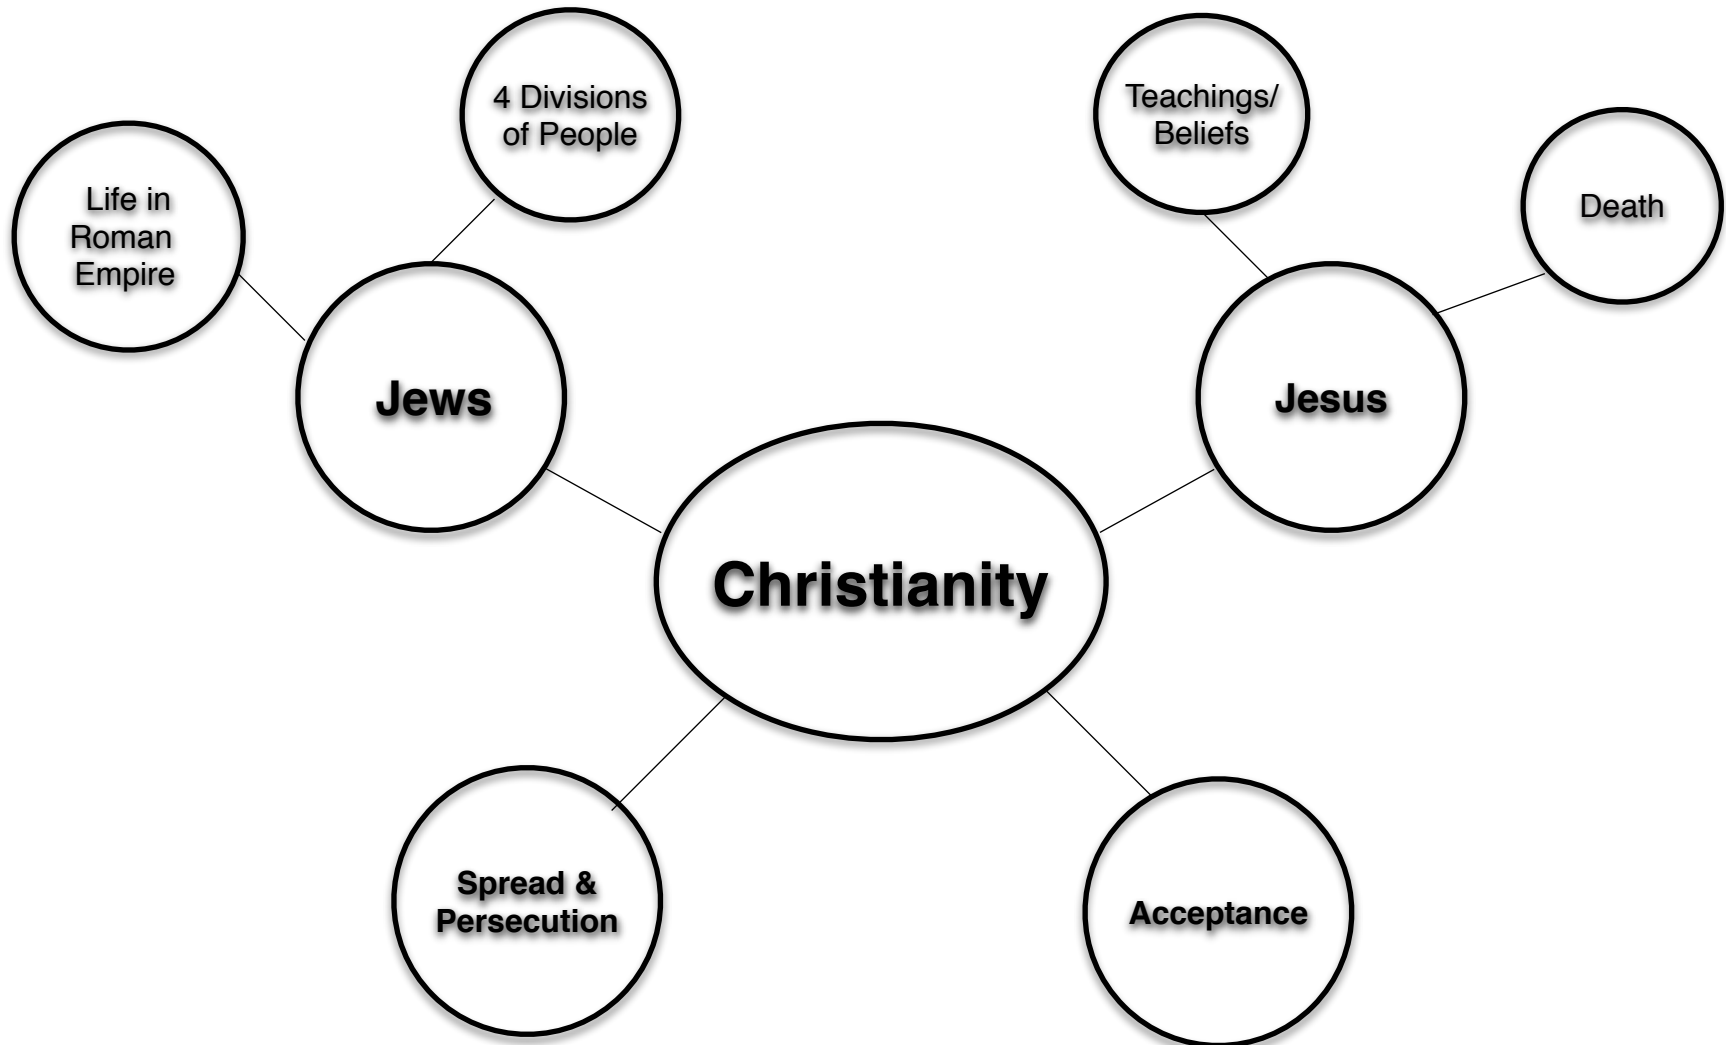 4 Divisions
of People
Teachings/
Beliefs
Life in
Roman
Empire
Death
Jews
Jesus
Christianity
Spread &
Persecution
Acceptance